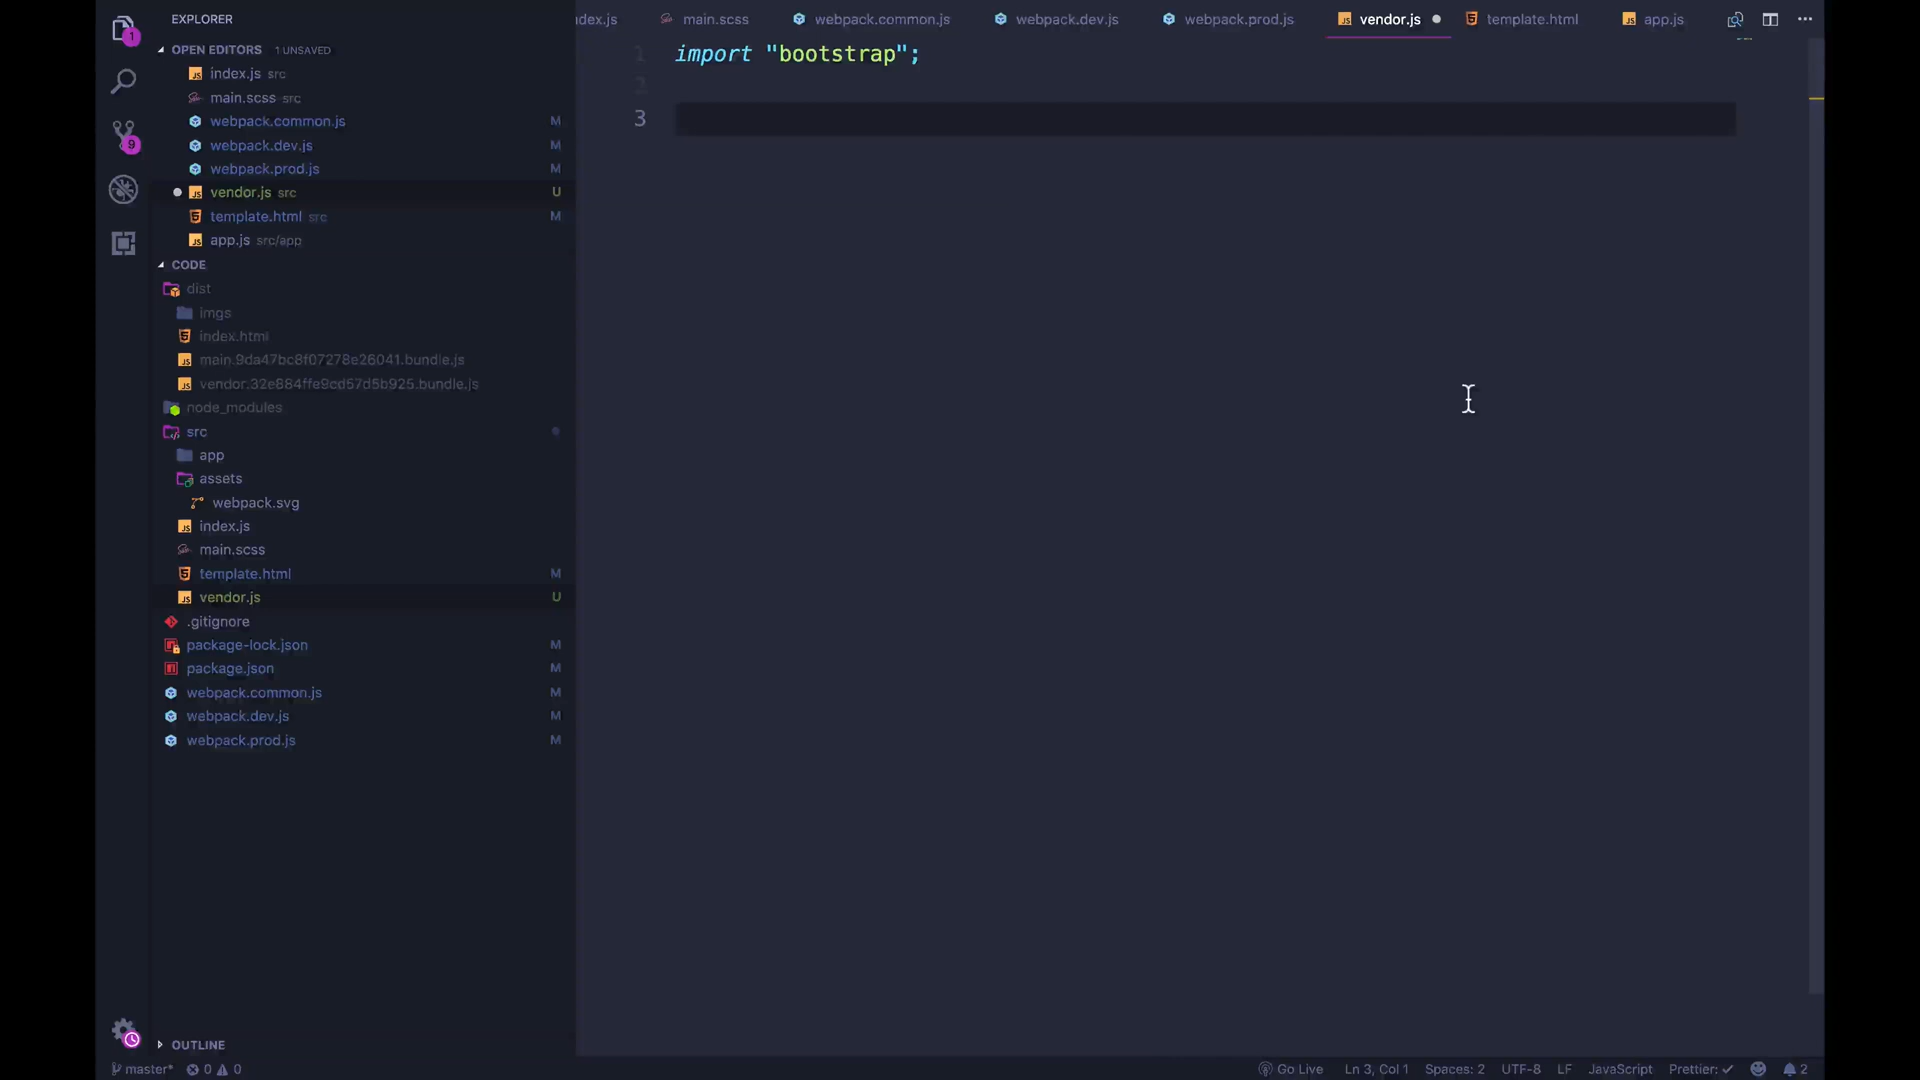 EXPLORER
OPEN EDITORS 1 UNSAVED
index.js src
main.scss src
webpack.common.js M
webpack.dev.js M
webpack.prod.js M
vendor.js src U
template.html src M
app.js src/app
CODE
dist
imgs
index.html
main.9da47bc8f07278e26041.bundle.js
vendor.32e884ffe9cd57d5b925.bundle.js
node_modules
src
app
assets
webpack.svg
index.js
main.scss
template.html M
vendor.js U
.gitignore
package-lock.json M
package.json M
webpack.common.js M
webpack.dev.js M
webpack.prod.js M
OUTLINE
1
9
ndex.js main.scss webpack.common.js webpack.dev.js webpack.prod.js vendor.js template.html app.js
1 import "bootstrap";
2
3
master* 0 0 Go Live Ln 3, Col 1 Spaces: 2 UTF-8 LF JavaScript Prettier: ✓ 2